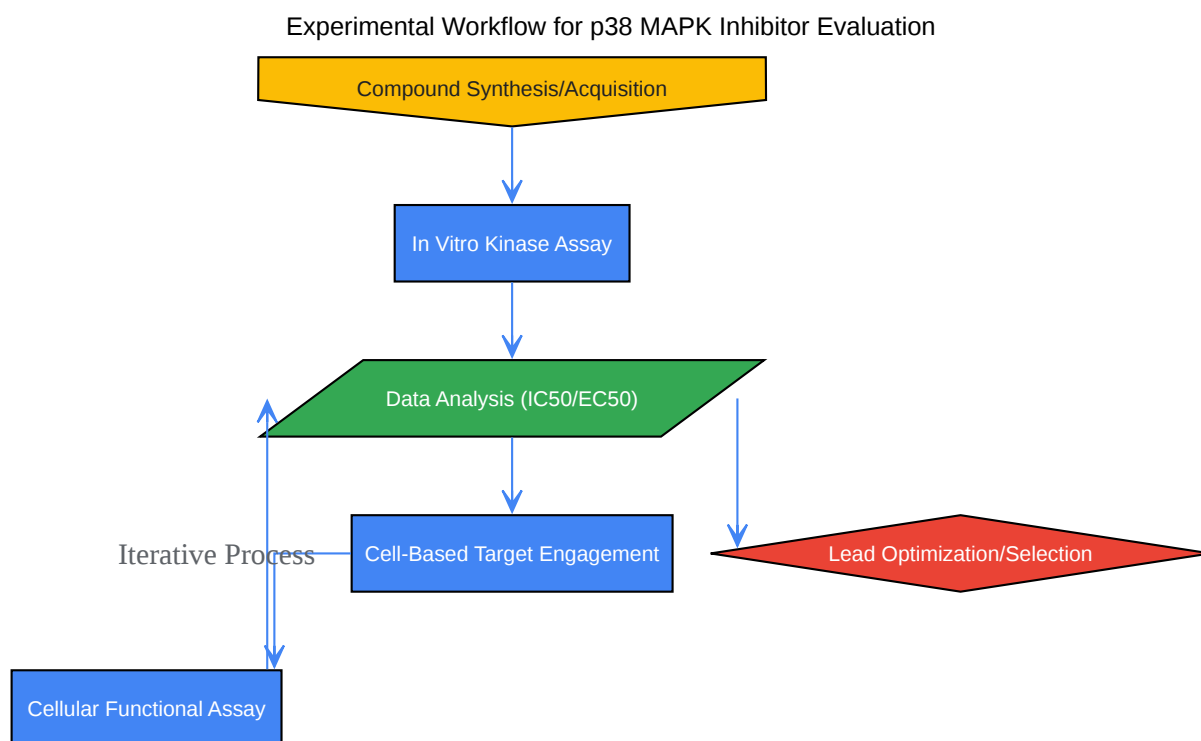 Experimental Workflow for p38 MAPK Inhibitor Evaluation
Compound Synthesis/Acquisition
In Vitro Kinase Assay
Data Analysis (IC50/EC50)
Iterative Process
Cell-Based Target Engagement
Lead Optimization/Selection
Cellular Functional Assay